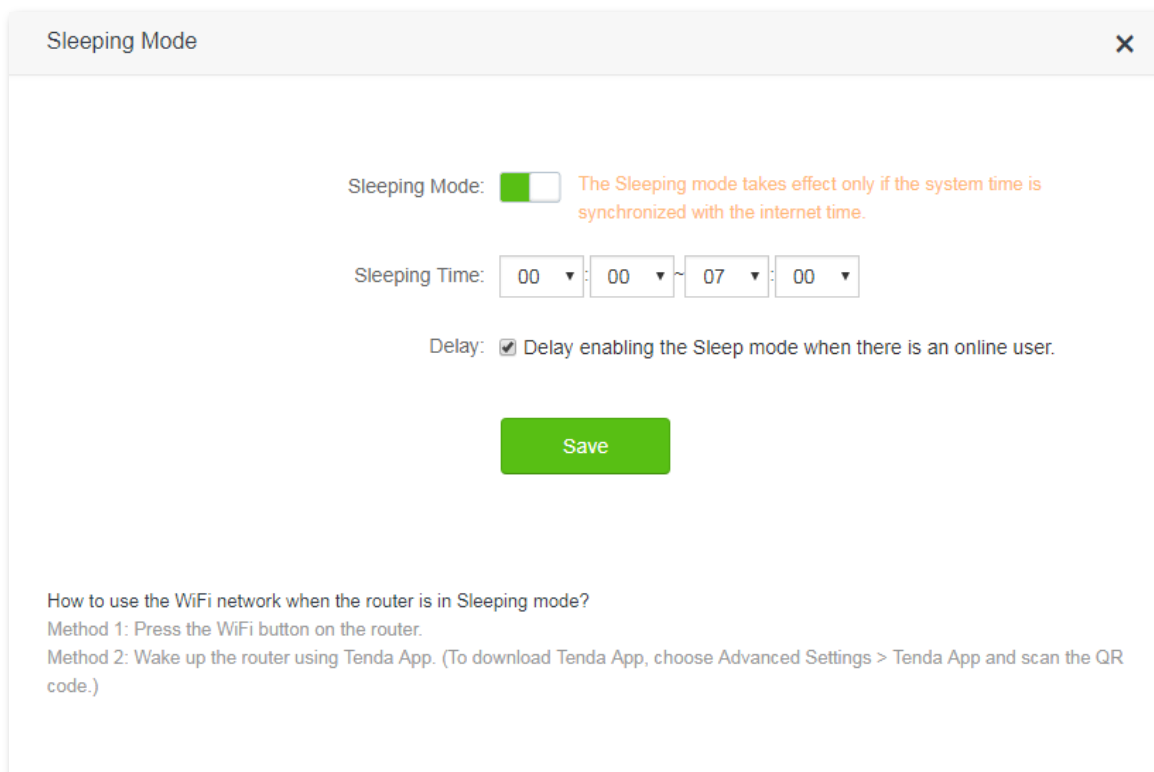 Sleeping Mode ×
Sleeping Mode: The Sleeping mode takes effect only if the system time is
synchronized with the internet time.
Sleeping Time: 00 : 00 ~ 07 : 00
Delay: Delay enabling the Sleep mode when there is an online user.
Save
How to use the WiFi network when the router is in Sleeping mode?
Method 1: Press the WiFi button on the router.
Method 2: Wake up the router using Tenda App. (To download Tenda App, choose Advanced Settings > Tenda App and scan the QR
code.)